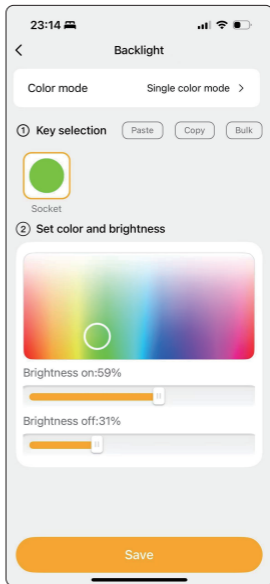 23:14
Backlight
Color mode Single color mode
1 Key selection Paste Copy Bulk
Socket
2 Set color and brightness
Brightness on:59%
Brightness off:31%
Save